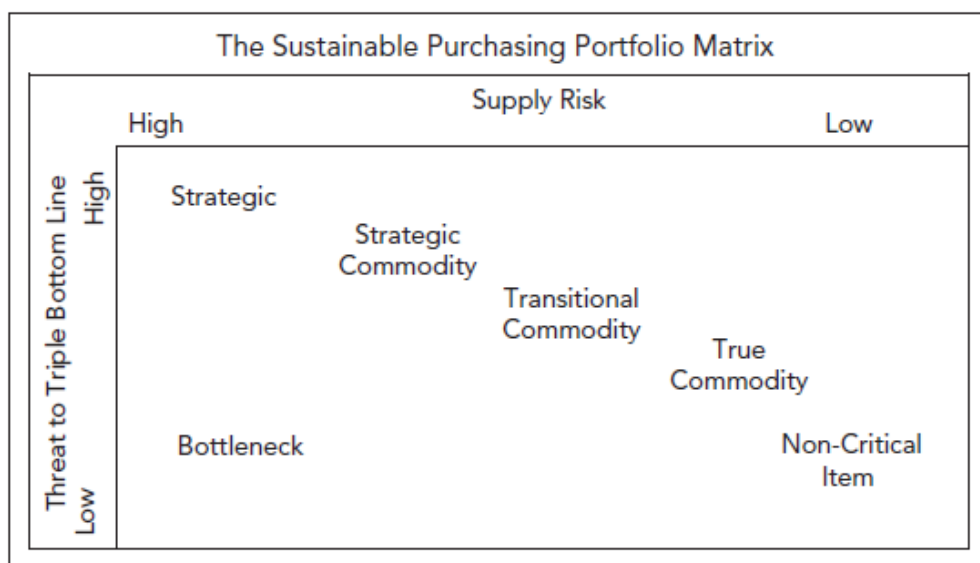 The Sustainable Purchasing Portfolio Matrix
Supply Risk
High
Low
Threat to Triple Bottom Line
High
Low
Strategic
Strategic
Commodity
Transitional
Commodity
True
Commodity
Bottleneck
Non-Critical
Item